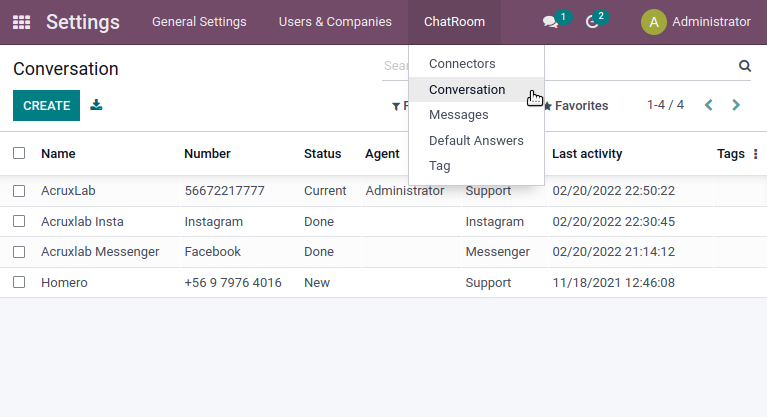 Settings General Settings Users & Companies ChatRoom 1 2 A Administrator
Conversation
Sear
Connectors
Conversation
Messages
Default Answers
Tag
CREATE
F
Favorites
1-4 / 4
Name Number Status Agent Last activity Tags
AcruxLab 56672217777 Current Administrator Support 02/20/2022 22:50:22
Acruxlab Insta Instagram Done Instagram 02/20/2022 22:30:45
Acruxlab Messenger Facebook Done Messenger 02/20/2022 21:14:12
Homero +56 9 7976 4016 New Support 11/18/2021 12:46:08